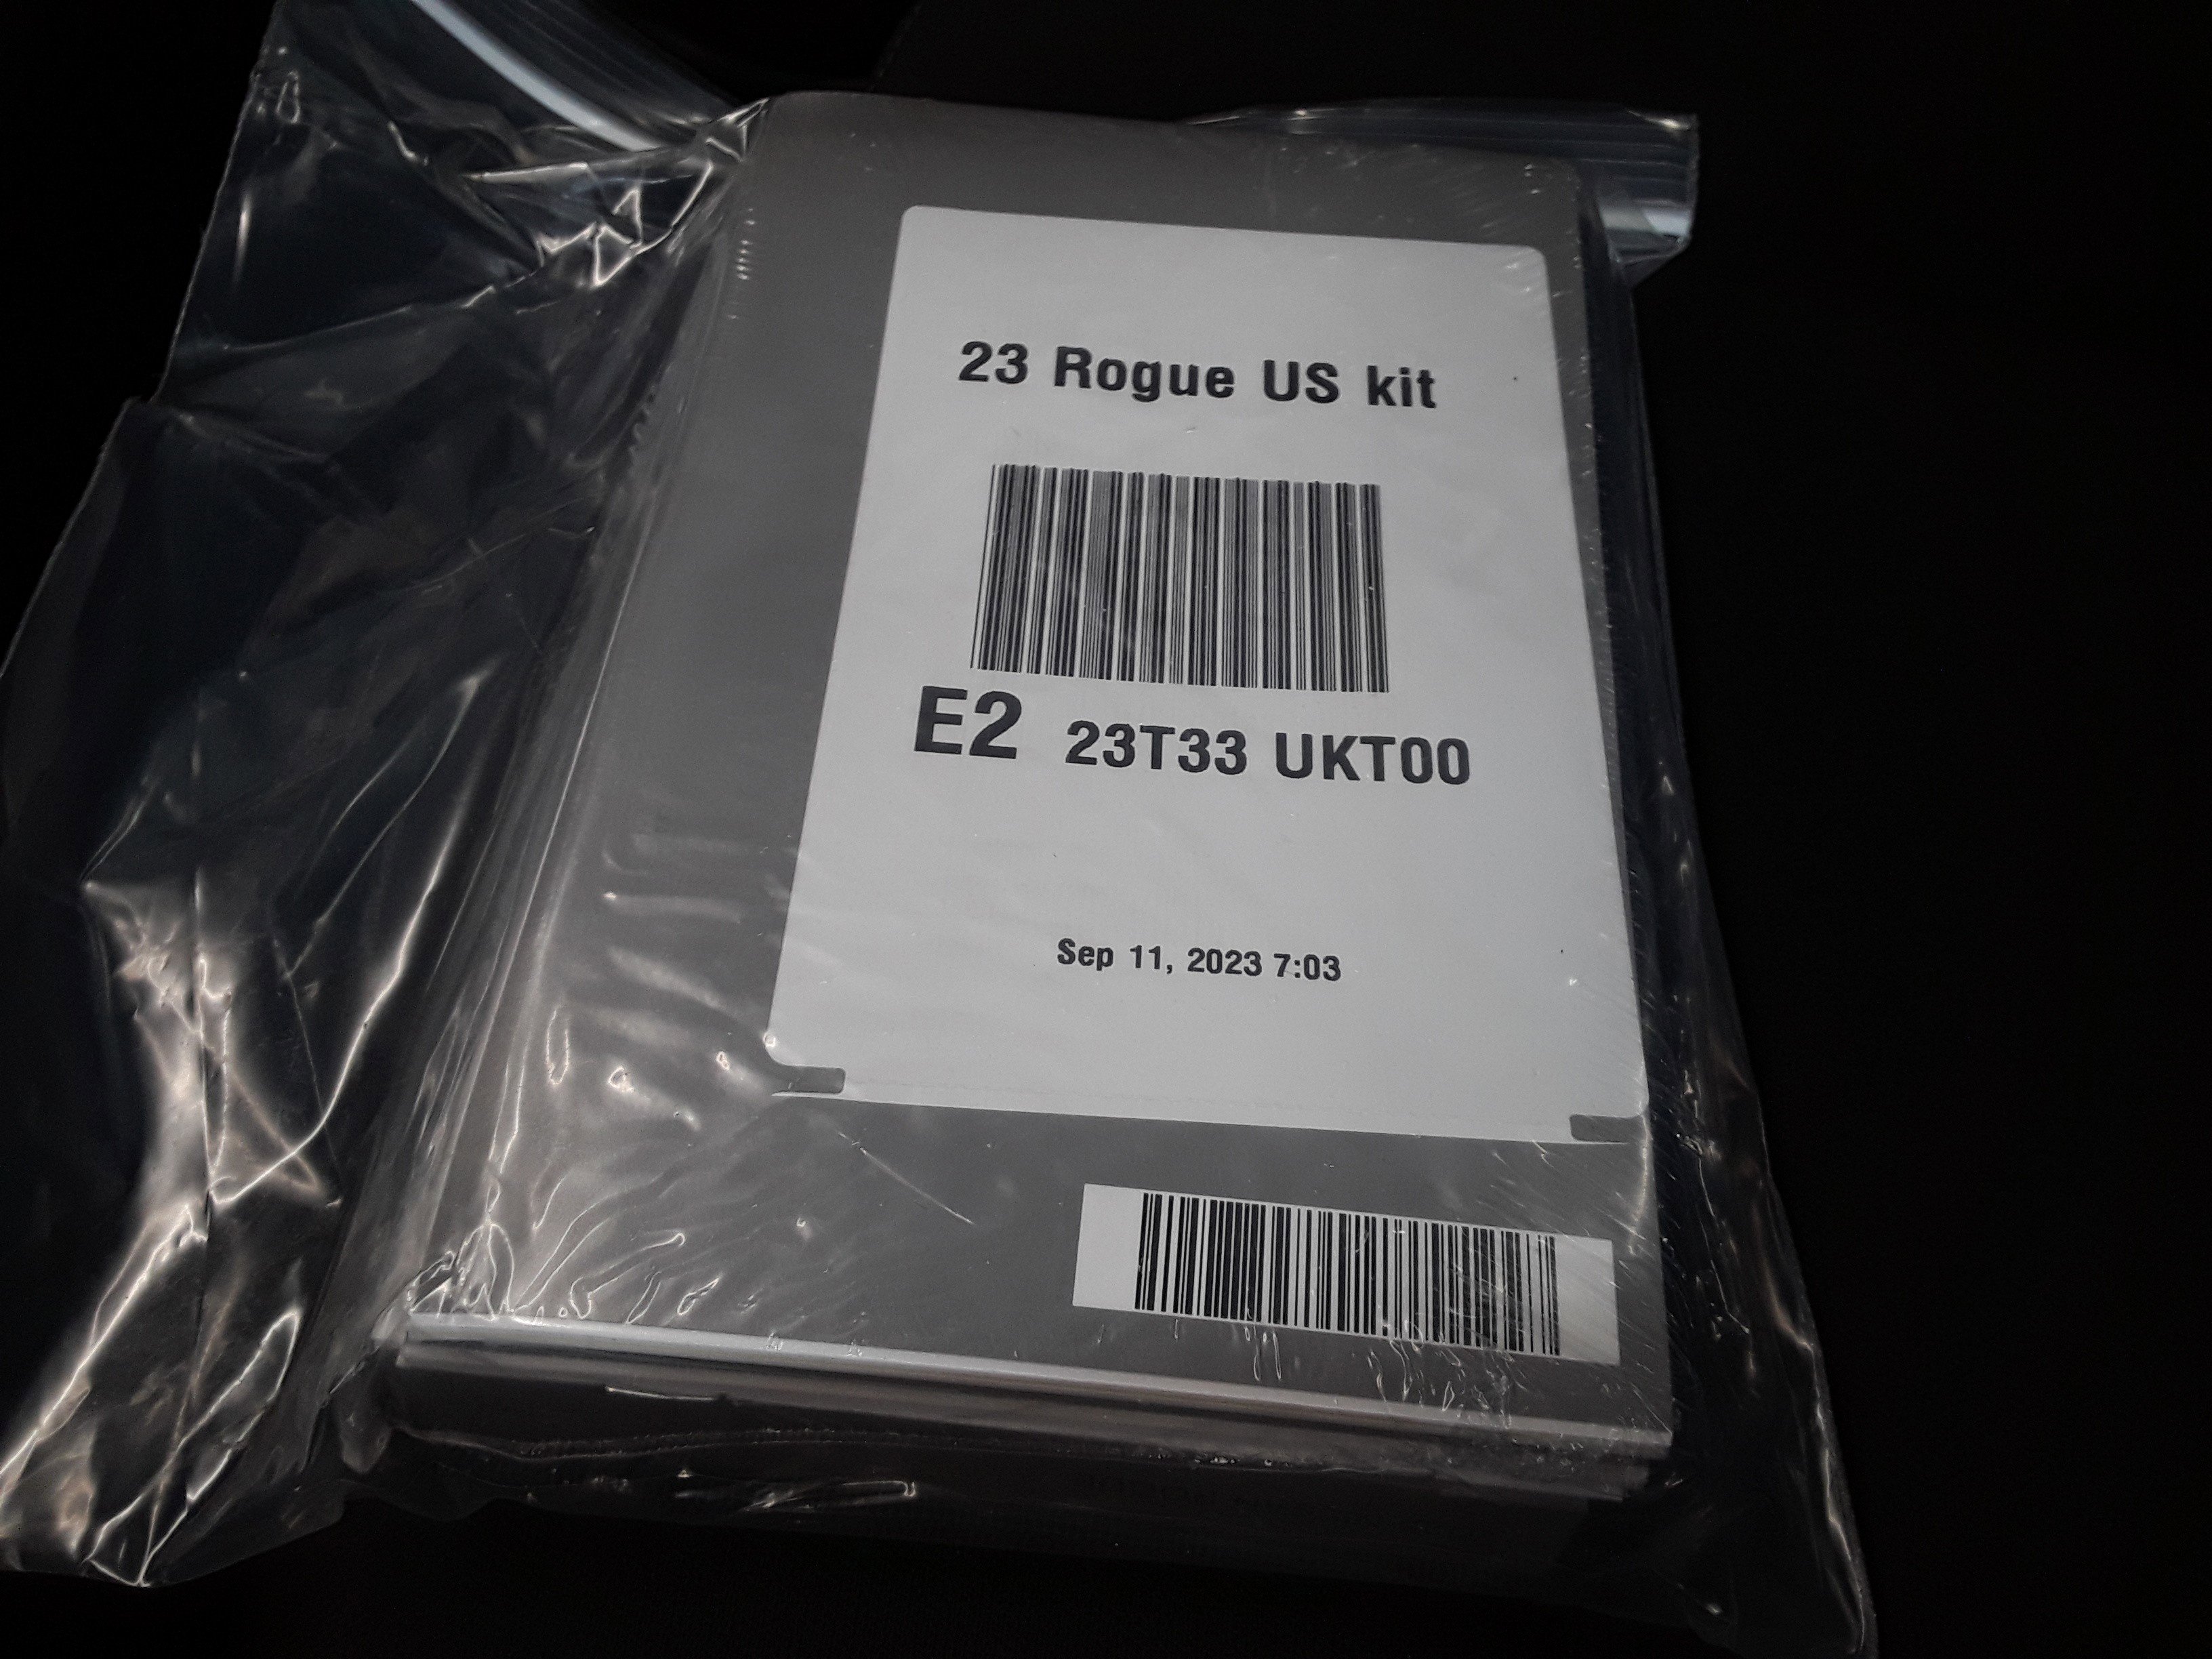 23 Rogue US kit
E2 23T33 UKT00
Sep 11, 2023 7:03